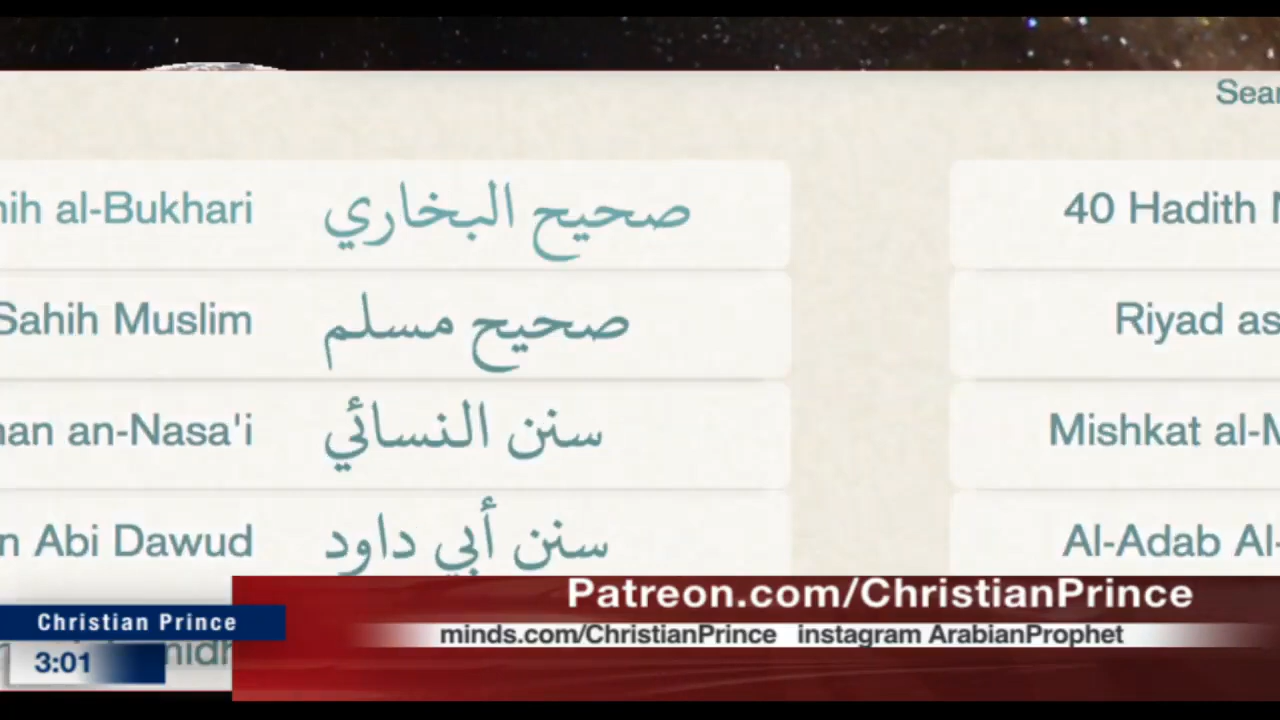 Sear
hih al-Bukhari صحيح البخاري
40 Hadith
Sahih Muslim صحيح مسلم
Riyad as
an-Nasa'i سنن النسائي
Mishkat al-M
Abi Dawud سنن أبي داود
Al-Adab Al-
Patreon.com/ChristianPrince
Christian Prince
minds.com/ChristianPrince instagram ArabianProphet
3:01